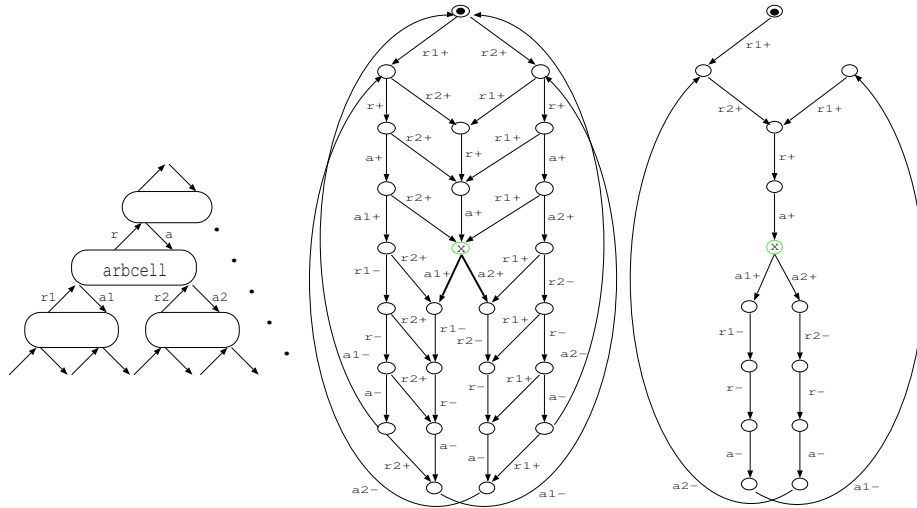 r a
arbcell
r1 a1 r2 a2
r1+ r2+
r+ r2+ r1+ r+
a+ r2+ r+ r1+ a+
a1+ r2+ a+ r1+ a2+
x
r1- r2+ a1+ a2+ r1+ r2-
r- r2+ r1- r2- r1+ r-
a1- a2-
a- r2+ r- r- r1+ a-
r2+ a- a- r1+
a2- a1-
r1+
r2+ r1+
r+
a+
x
a1+ a2+
r1- r2-
r- r-
a- a-
a2- a1-